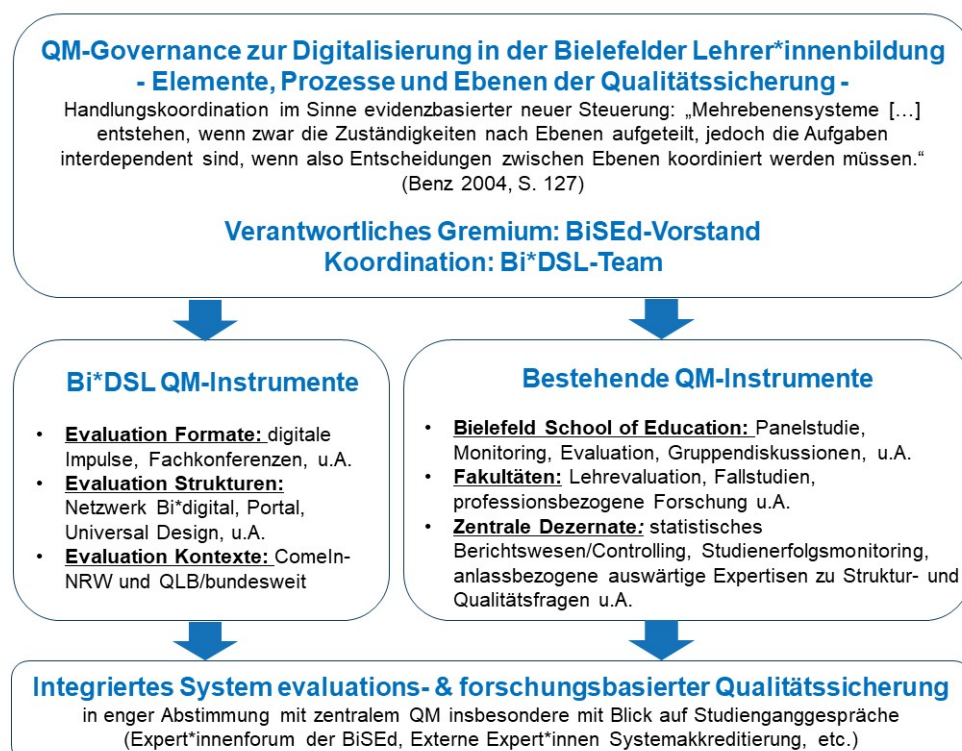 QM-Governance zur Digitalisierung in der Bielefelder Lehrer*innenbildung
- Elemente, Prozesse und Ebenen der Qualitätssicherung -
Handlungskoordination im Sinne evidenzbasierter neuer Steuerung: „Mehrebenensysteme […]
entstehen, wenn zwar die Zuständigkeiten nach Ebenen aufgeteilt, jedoch die Aufgaben
interdependent sind, wenn also Entscheidungen zwischen Ebenen koordiniert werden müssen.“
(Benz 2004, S. 127)
Verantwortliches Gremium: BiSEd-Vorstand
Koordination: Bi*DSL-Team
Bi*DSL QM-Instrumente
• Evaluation Formate: digitale
Impulse, Fachkonferenzen, u.A.
• Evaluation Strukturen:
Netzwerk Bi*digital, Portal,
Universal Design, u.A.
• Evaluation Kontexte: ComeIn-
NRW und QLB/bundesweit
Bestehende QM-Instrumente
• Bielefeld School of Education: Panelstudie,
Monitoring, Evaluation, Gruppendiskussionen, u.A.
• Fakultäten: Lehrevaluation, Fallstudien,
professionsbezogene Forschung u.A.
• Zentrale Dezernate: statistisches
Berichtswesen/Controlling, Studienerfolgsmonitoring,
anlassbezogene auswärtige Expertisen zu Struktur- und
Qualitätsfragen u.A.
Integriertes System evaluations- & forschungsbasierter Qualitätssicherung
in enger Abstimmung mit zentralem QM insbesondere mit Blick auf Studienganggespräche
(Expert*innenforum der BiSEd, Externe Expert*innen Systemakkreditierung, etc.)